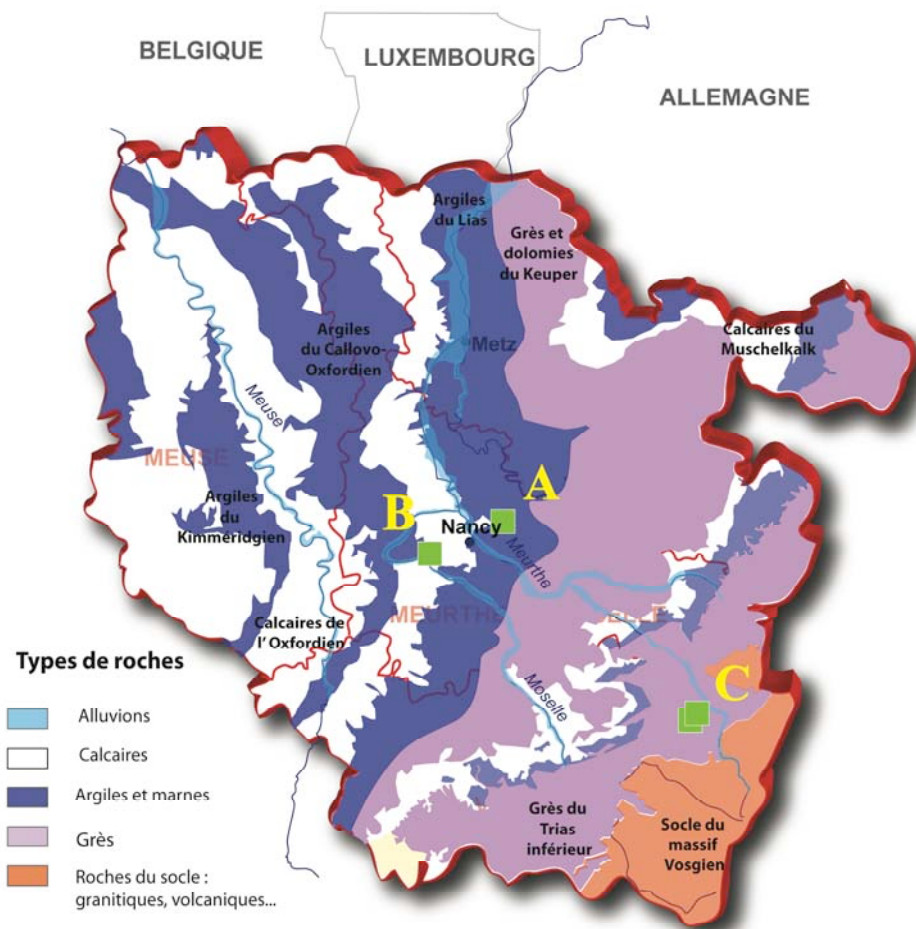 BELGIQUE
LUXEMBOURG
ALLEMAGNE
Argiles
du Lias
Grès et
dolomies
du Keuper
Metz
Calcaires du
Muschelkalk
Argiles
du Callovo-
Oxfordien
Meuse
MEUSE
Argiles
du
Kimméridgien
A
B
Nancy
Meurthe
MEURTHE
ELLE
Calcaires de
l'Oxfordien
Moselle
C
Grès du
Trias
inférieur
Socle du
massif
Vosgien
Types de roches
Alluvions
Calcaires
Argiles et marnes
Grès
Roches du socle :
granitiques, volcaniques...